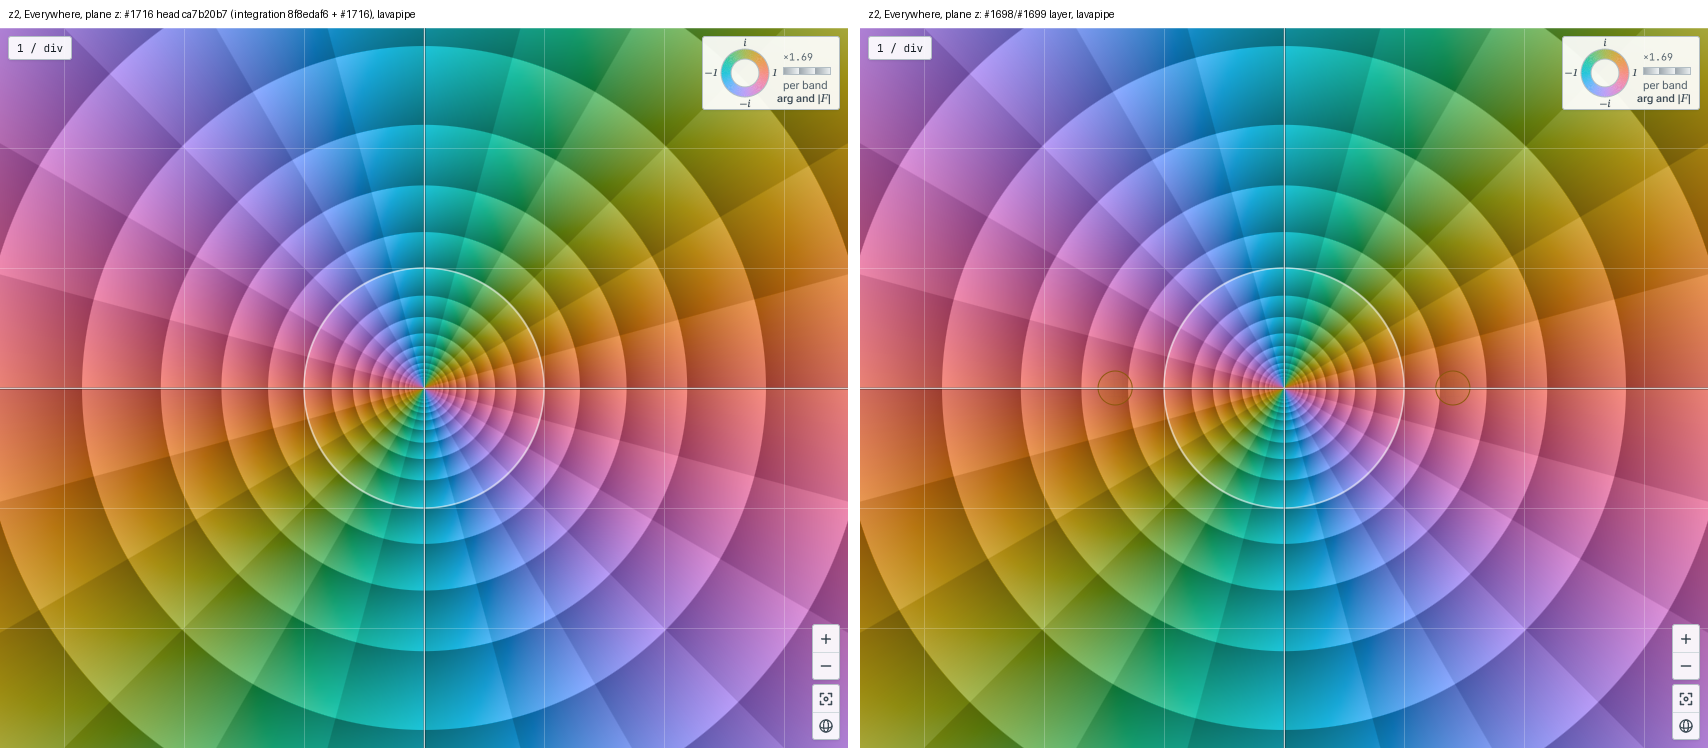 z2, Everywhere, plane z: #1716 head ca7b20b7 (integration 8f8edaf6 + #1716), lavapipe
1 / div
i
−1
1
−i
×1.69
per band
arg and |F|
+
−
z2, Everywhere, plane z: #1698/#1699 layer, lavapipe
1 / div
i
−1
1
−i
×1.69
per band
arg and |F|
+
−